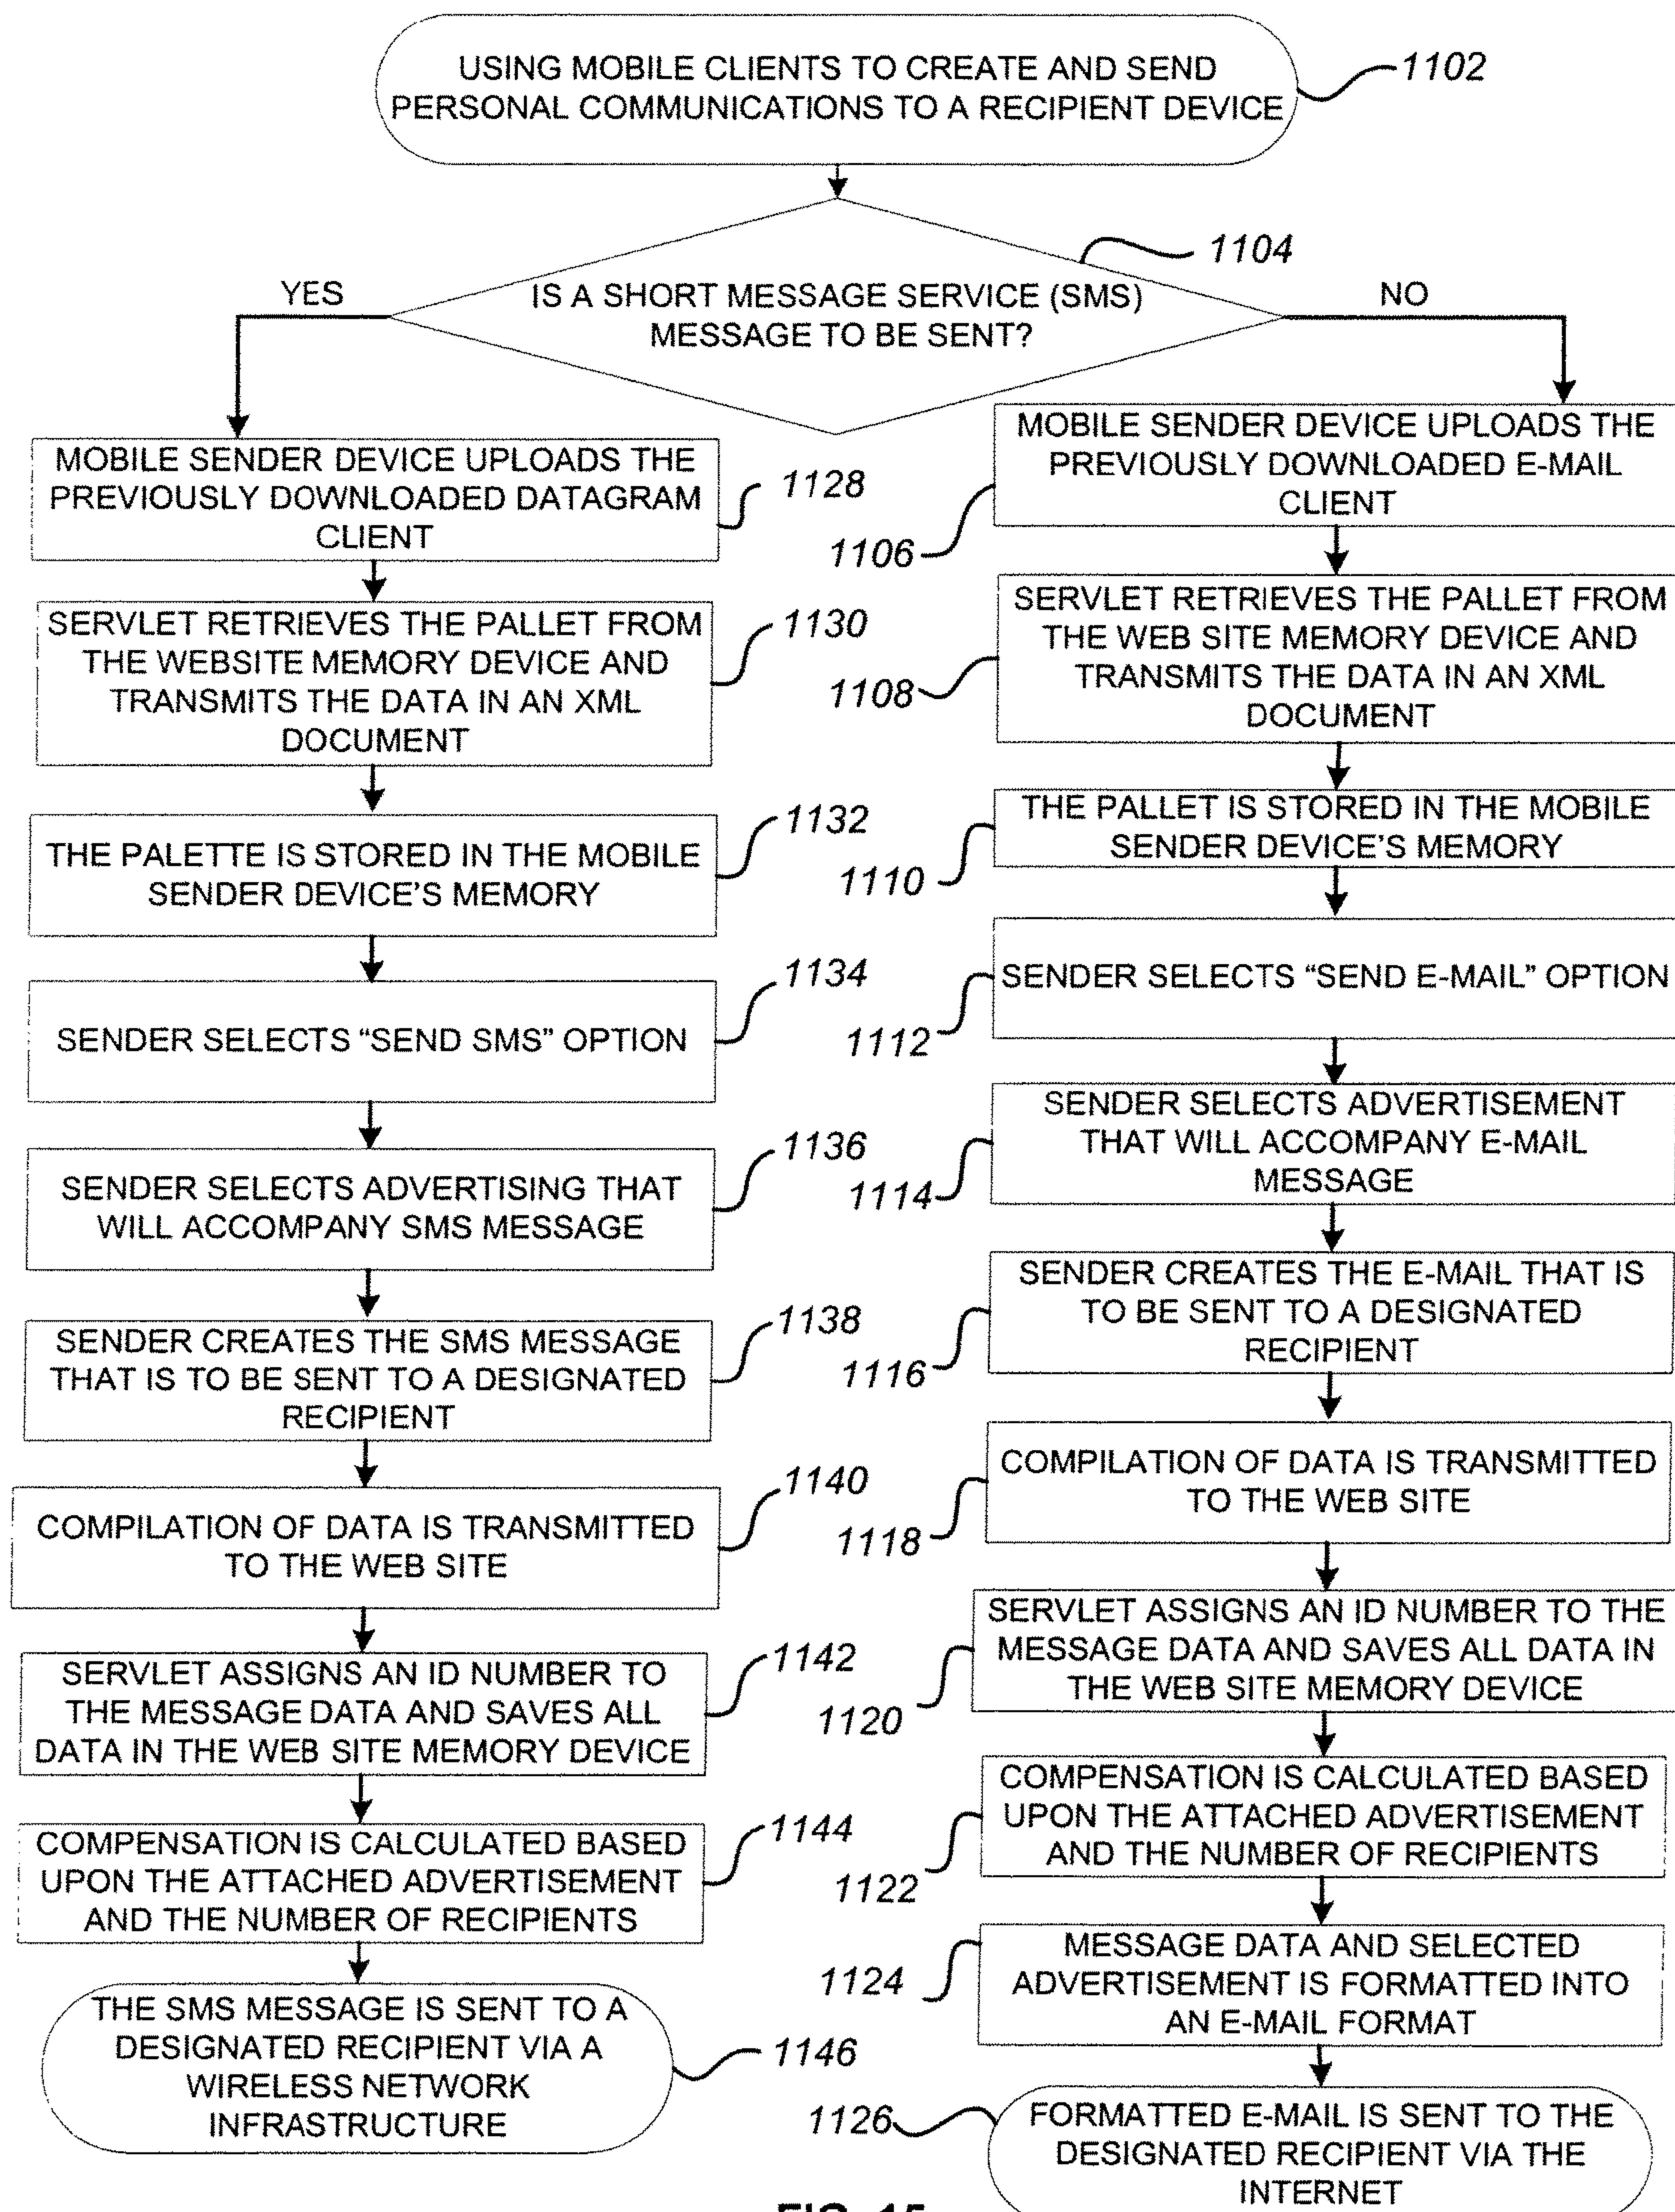 USING MOBILE CLIENTS TO CREATE AND SEND
PERSONAL COMMUNICATIONS TO A RECIPIENT DEVICE
1102
1104
IS A SHORT MESSAGE SERVICE (SMS)
MESSAGE TO BE SENT?
YES
NO
MOBILE SENDER DEVICE UPLOADS THE
PREVIOUSLY DOWNLOADED DATAGRAM
CLIENT
1128
SERVLET RETRIEVES THE PALLET FROM
THE WEBSITE MEMORY DEVICE AND
TRANSMITS THE DATA IN AN XML
DOCUMENT
1130
THE PALETTE IS STORED IN THE MOBILE
SENDER DEVICE'S MEMORY
1132
SENDER SELECTS “SEND SMS” OPTION
1134
SENDER SELECTS ADVERTISING THAT
WILL ACCOMPANY SMS MESSAGE
1136
SENDER CREATES THE SMS MESSAGE
THAT IS TO BE SENT TO A DESIGNATED
RECIPIENT
1138
COMPILATION OF DATA IS TRANSMITTED
TO THE WEB SITE
1140
SERVLET ASSIGNS AN ID NUMBER TO
THE MESSAGE DATA AND SAVES ALL
DATA IN THE WEB SITE MEMORY DEVICE
1142
COMPENSATION IS CALCULATED BASED
UPON THE ATTACHED ADVERTISEMENT
AND THE NUMBER OF RECIPIENTS
1144
THE SMS MESSAGE IS SENT TO A
DESIGNATED RECIPIENT VIA A
WIRELESS NETWORK
INFRASTRUCTURE
1146
MOBILE SENDER DEVICE UPLOADS THE
PREVIOUSLY DOWNLOADED E-MAIL
CLIENT
1106
SERVLET RETRIEVES THE PALLET FROM
THE WEB SITE MEMORY DEVICE AND
TRANSMITS THE DATA IN AN XML
DOCUMENT
1108
THE PALLET IS STORED IN THE MOBILE
SENDER DEVICE'S MEMORY
1110
SENDER SELECTS “SEND E-MAIL” OPTION
1112
SENDER SELECTS ADVERTISEMENT
THAT WILL ACCOMPANY E-MAIL
MESSAGE
1114
SENDER CREATES THE E-MAIL THAT IS
TO BE SENT TO A DESIGNATED
RECIPIENT
1116
COMPILATION OF DATA IS TRANSMITTED
TO THE WEB SITE
1118
SERVLET ASSIGNS AN ID NUMBER TO THE
MESSAGE DATA AND SAVES ALL DATA IN
THE WEB SITE MEMORY DEVICE
1120
COMPENSATION IS CALCULATED BASED
UPON THE ATTACHED ADVERTISEMENT
AND THE NUMBER OF RECIPIENTS
1122
MESSAGE DATA AND SELECTED
ADVERTISEMENT IS FORMATTED INTO
AN E-MAIL FORMAT
1124
FORMATTED E-MAIL IS SENT TO THE
DESIGNATED RECIPIENT VIA THE
INTERNET
1126
FIG. 15